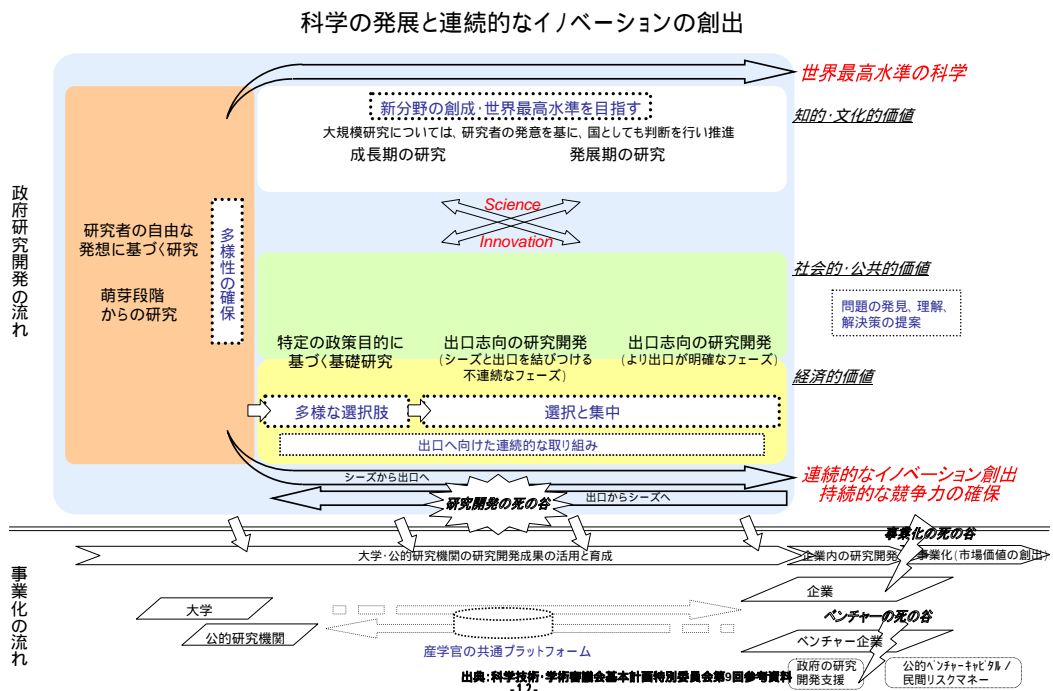 科学の発展と連続的なイノベーションの創出
世界最高水準の科学
新分野の創成・世界最高水準を目指す
大規模研究については、研究者の発意を基に、国としても判断を行い推進
成長期の研究
発展期の研究
知的・文化的価値
政府研究開発の流れ
研究者の自由な
発想に基づく研究
萌芽段階
からの研究
多様性の確保
Science
Innovation
社会的・公共的価値
問題の発見、理解、
解決策の提案
特定の政策目的に
基づく基礎研究
出口志向の研究開発
(シーズと出口を結びつける
不連続なフェーズ)
出口志向の研究開発
(より出口が明確なフェーズ)
経済的価値
多様な選択肢
選択と集中
出口へ向けた連続的な取り組み
シーズから出口へ
研究開発の死の谷
出口からシーズへ
連続的なイノベーション創出
持続的な競争力の確保
事業化の死の谷
大学・公的研究機関の研究開発成果の活用と育成
企業内の研究開発
事業化(市場価値の創出)
事業化の流れ
企業
大学
公的研究機関
産学官の共通プラットフォーム
ベンチャーの死の谷
ベンチャー企業
政府の研究
開発支援
公的ベンチャーキャピタル/
民間リスクマネー
出典:科学技術・学術審議会基本計画特別委員会第9回参考資料
-12-